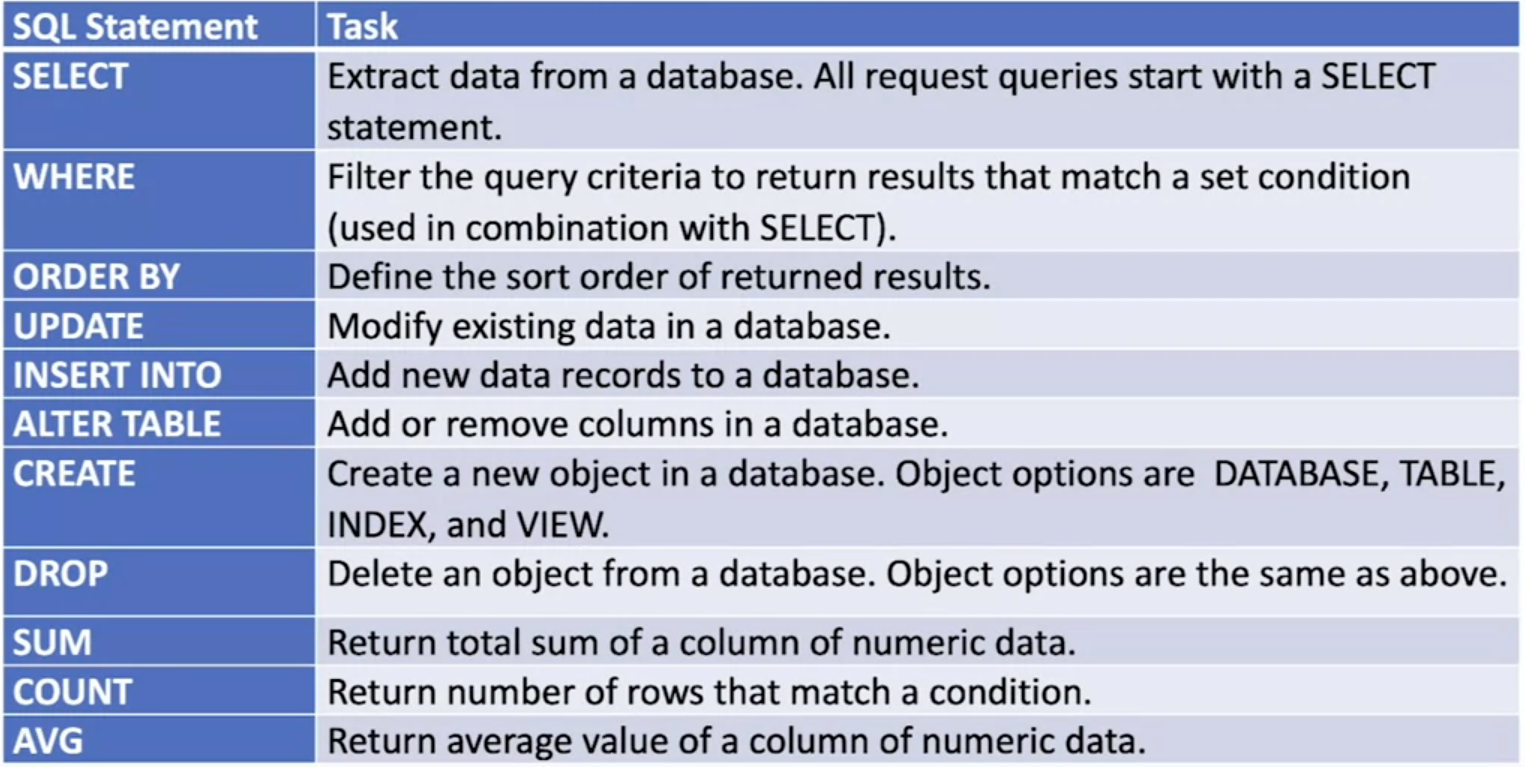 SQL Statement Task
SELECT Extract data from a database. All request queries start with a SELECT
statement.
WHERE Filter the query criteria to return results that match a set condition
(used in combination with SELECT).
ORDER BY Define the sort order of returned results.
UPDATE Modify existing data in a database.
INSERT INTO Add new data records to a database.
ALTER TABLE Add or remove columns in a database.
CREATE Create a new object in a database. Object options are DATABASE, TABLE,
INDEX, and VIEW.
DROP Delete an object from a database. Object options are the same as above.
SUM Return total sum of a column of numeric data.
COUNT Return number of rows that match a condition.
AVG Return average value of a column of numeric data.